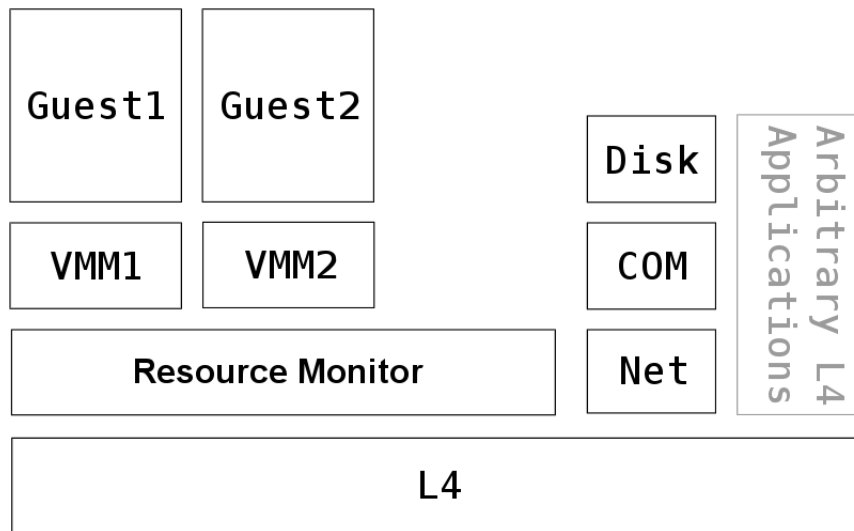 Guest1
Guest2
Disk
VMM1
VMM2
COM
Resource Monitor
Net
Arbitrary L4
Applications
L4